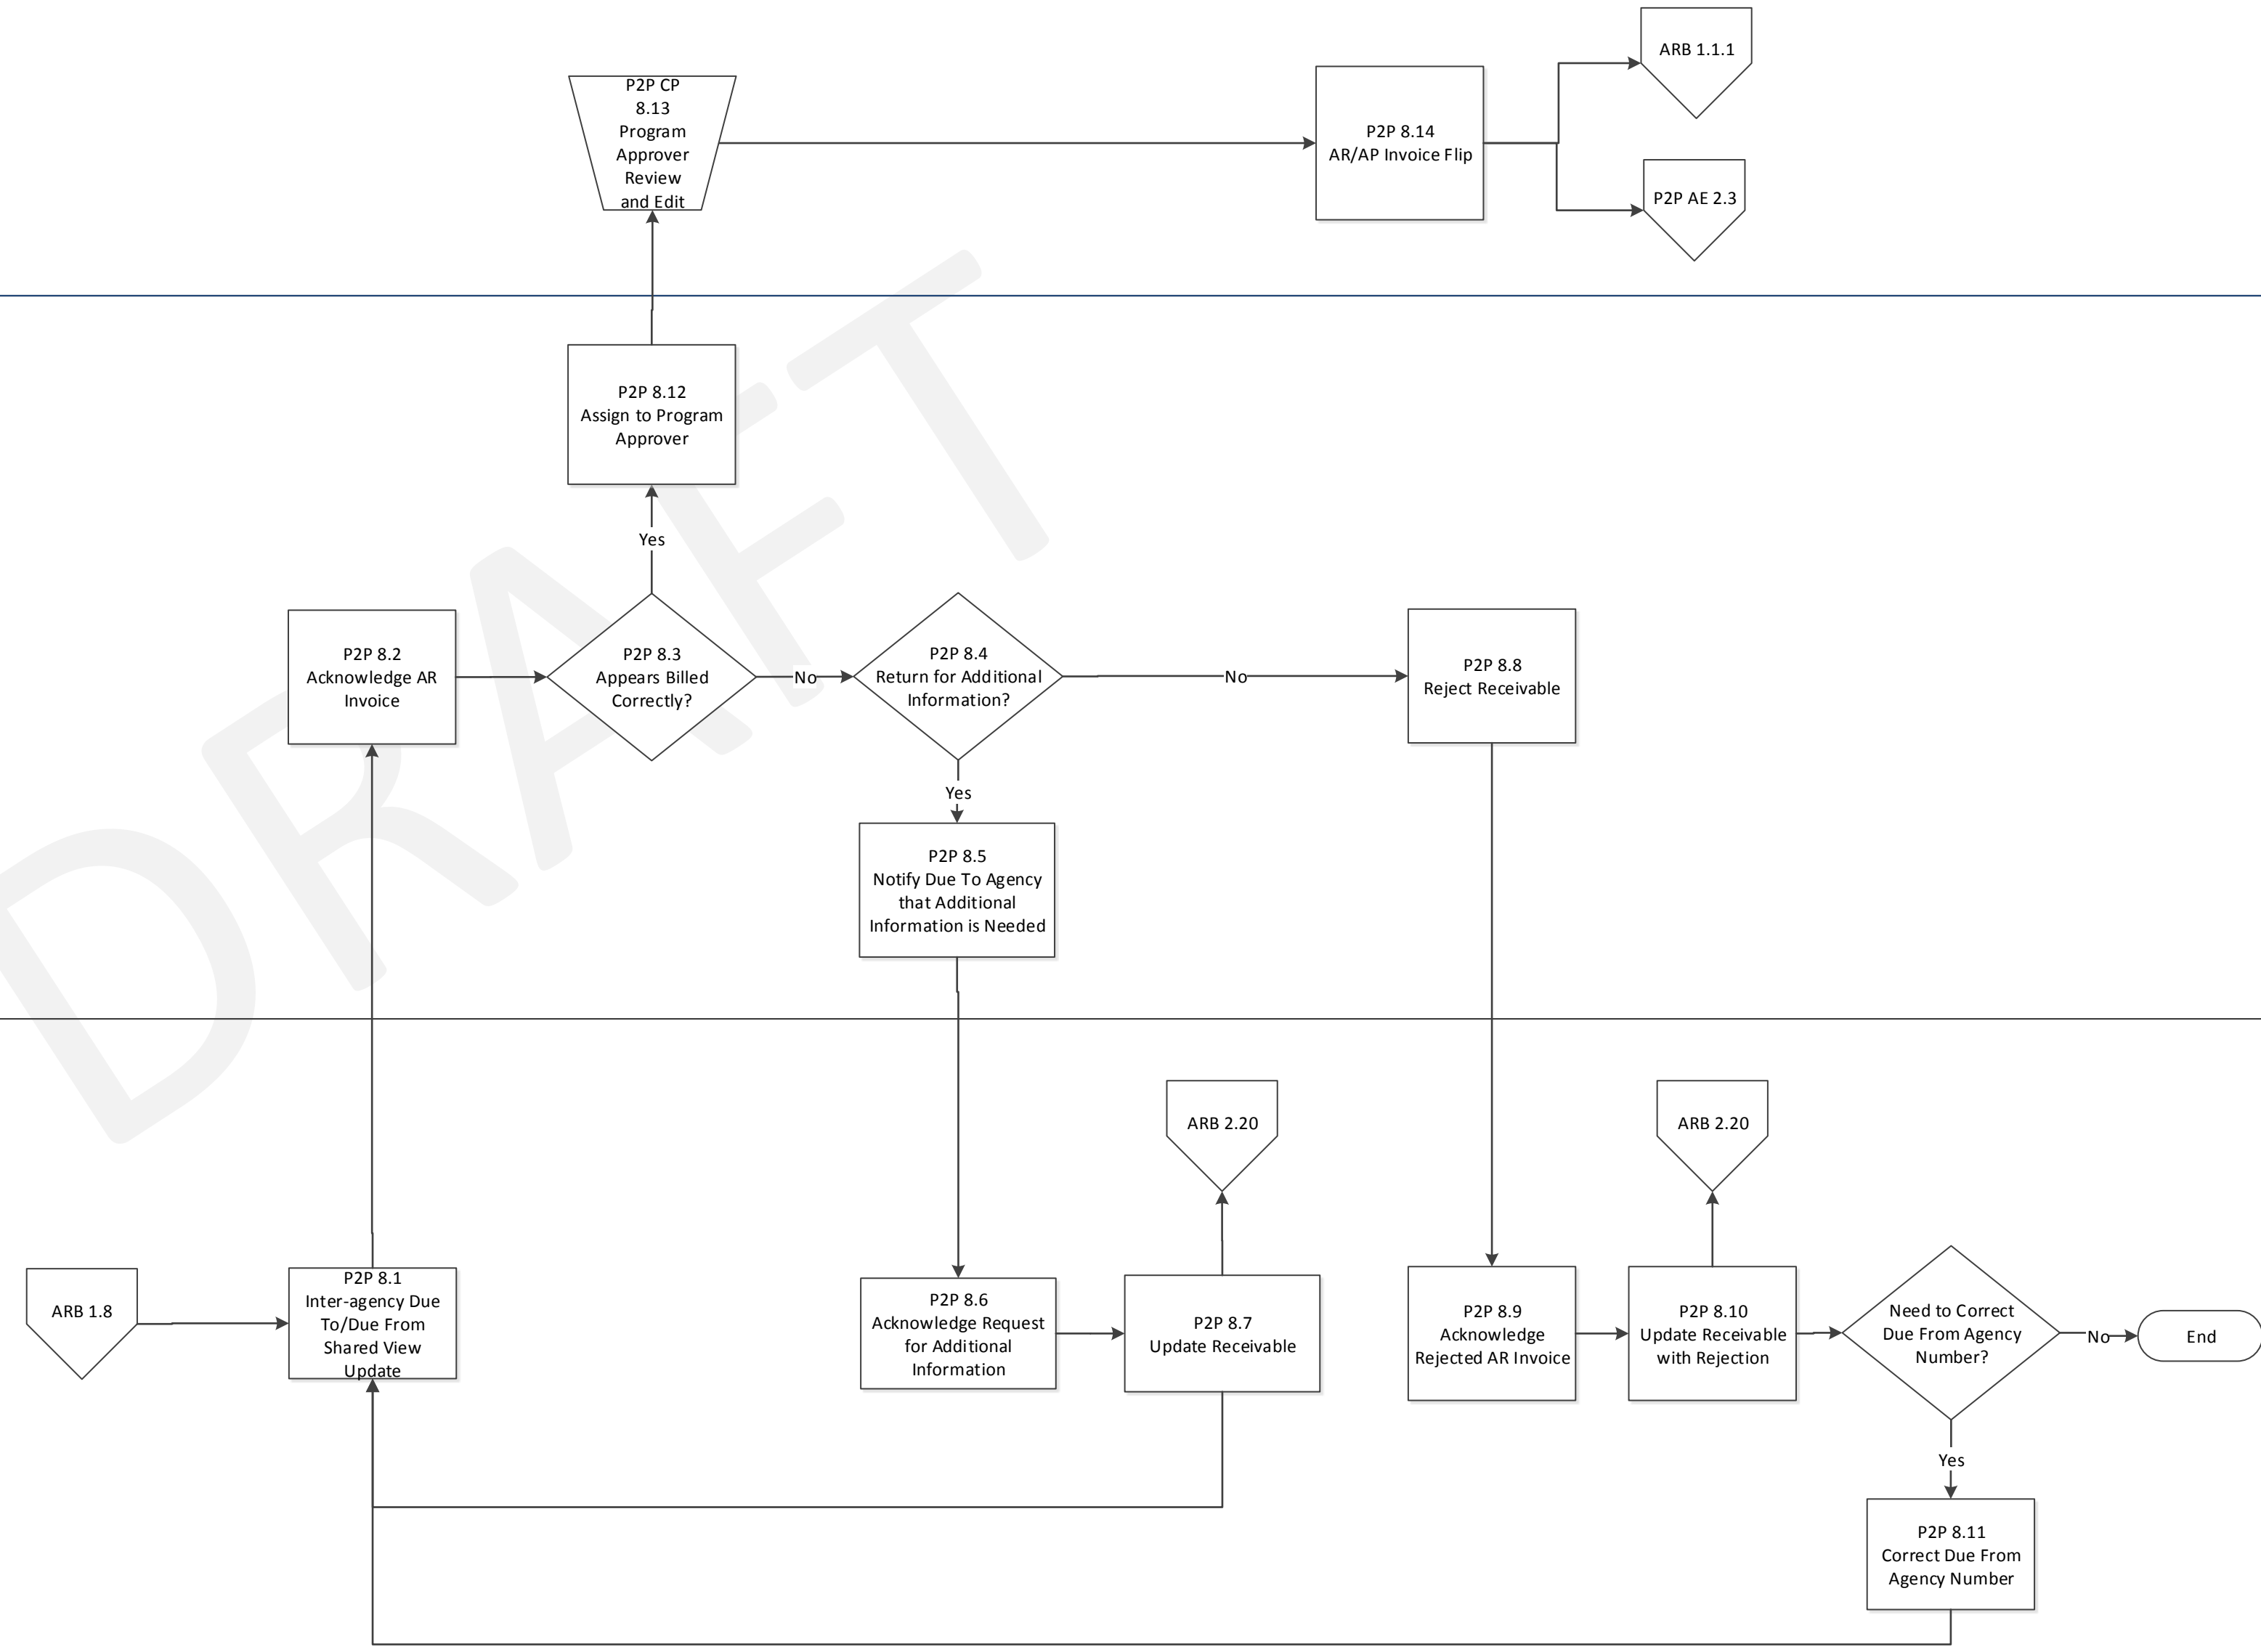 ARB 1.1.1
P2P CP
8.13
Program
Approver
Review
and Edit
P2P 8.14
AR/AP Invoice Flip
P2P AE 2.3
P2P 8.12
Assign to Program
Approver
Yes
P2P 8.2
Acknowledge AR
Invoice
P2P 8.3
Appears Billed
Correctly?
No
P2P 8.4
Return for Additional
Information?
No
P2P 8.8
Reject Receivable
Yes
P2P 8.5
Notify Due To Agency
that Additional
Information is Needed
DRAFT
ARB 2.20
ARB 2.20
ARB 1.8
P2P 8.1
Inter-agency Due
To/Due From
Shared View
Update
P2P 8.6
Acknowledge Request
for Additional
Information
P2P 8.7
Update Receivable
P2P 8.9
Acknowledge
Rejected AR Invoice
P2P 8.10
Update Receivable
with Rejection
Need to Correct
Due From Agency
Number?
No
End
Yes
P2P 8.11
Correct Due From
Agency Number